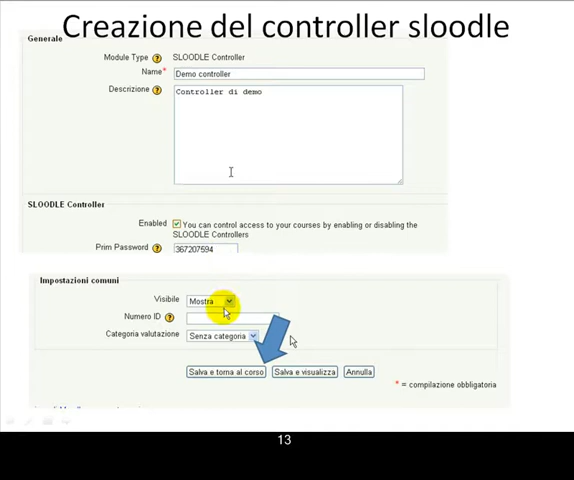 Creazione del controller sloodle
Generale
Module Type SLOODLE Controller
Name* Demo controller
Descrizione Controller di demo
SLOODLE Controller
Enabled You can control access to your courses by enabling or disabling the
SLOODLE Controllers
Prim Password 367207594
Impostazioni comuni
Visibile Mostra
Numero ID
Categoria valutazione Senza categoria
Salva e torna al corso Salva e visualizza Annulla
* = compilazione obbligatoria
13